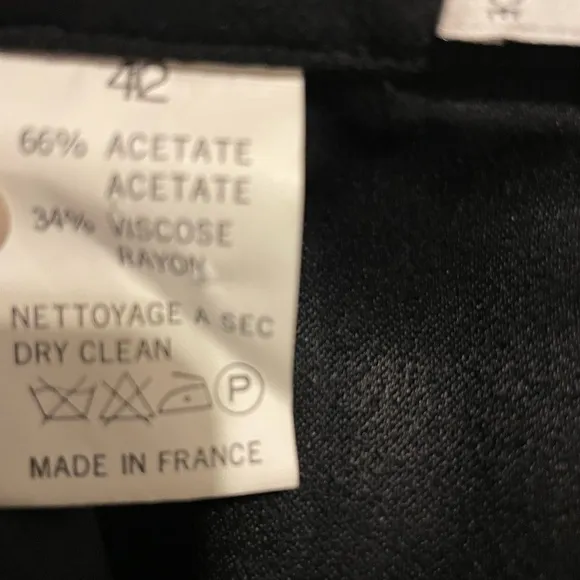 42
66% ACETATE
ACETATE
34% VISCOSE
RAYON
NETTOYAGE A SEC
DRY CLEAN
P
MADE IN FRANCE